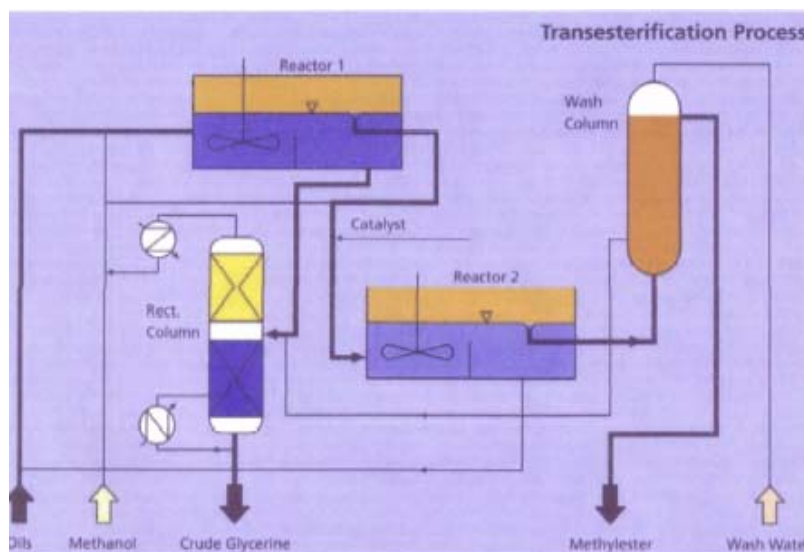 Transesterification Process
Reactor 1
Wash
Column
Catalyst
Reactor 2
Rect.
Column
Oils
Methanol
Crude Glycerine
Methylester
Wash Water